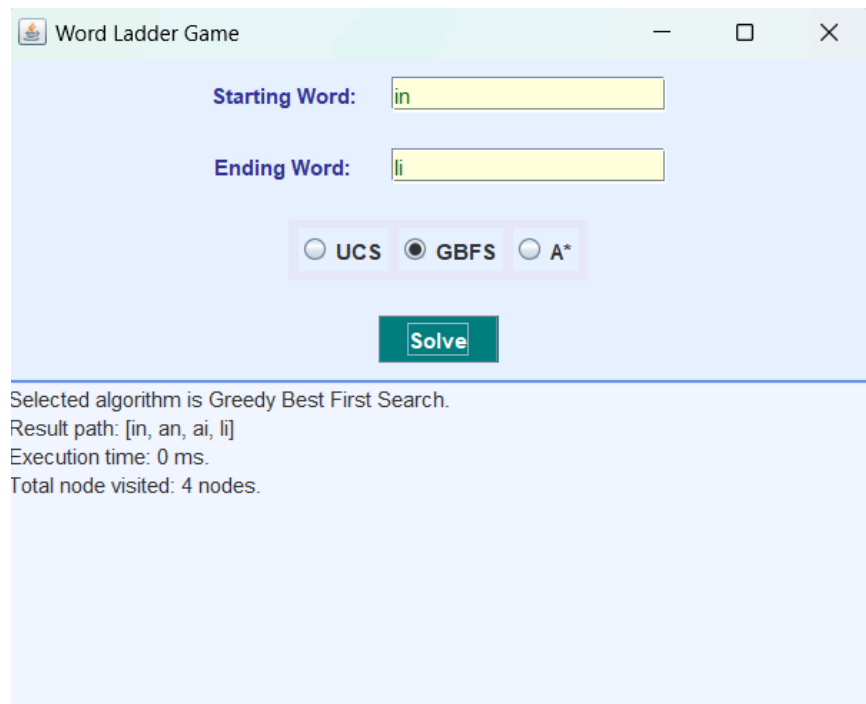 Word Ladder Game
Starting Word: in
Ending Word: li
UCS GBFS A*
Solve
Selected algorithm is Greedy Best First Search.
Result path: [in, an, ai, li]
Execution time: 0 ms.
Total node visited: 4 nodes.